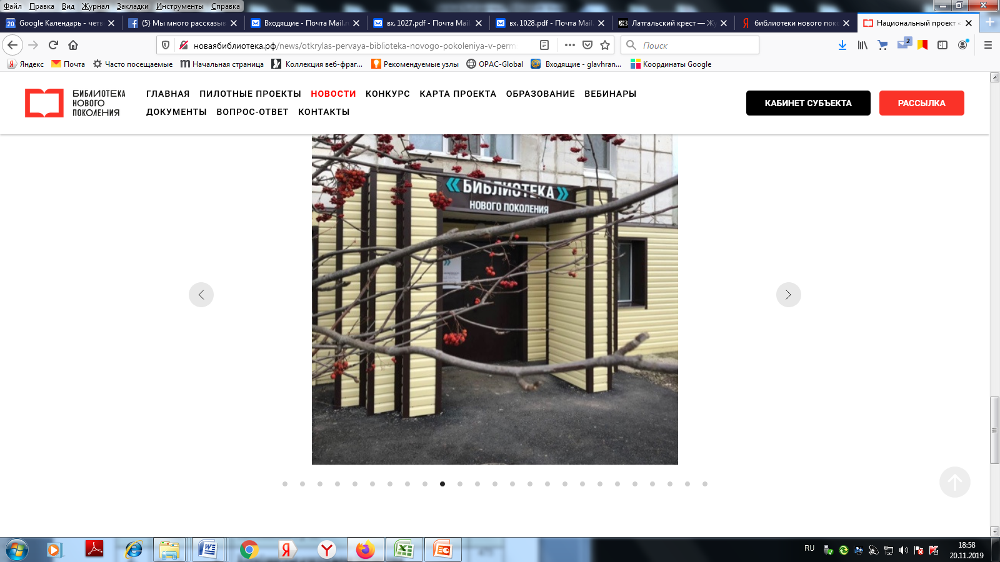 Файл Правка Вид Журнал Закладки Инструменты Справка
Google Календарь - четв
(5) Мы много рассказыв
Входящие - Почта Mail.ru
вх. 1027.pdf - Почта Mail.
вх. 1028.pdf - Почта Mail.
Латгальский крест — Жу
библиотеки нового поко
Национальный проект «
новаябиблиотека.рф/news/otkrylas-pervaya-biblioteka-novogo-pokoleniya-v-perm
Поиск
2
Яндекс Почта Часто посещаемые Начальная страница Коллекция веб-фраг... Рекомендуемые узлы OPAC-Global Входящие - glavhran... Координаты Google
БИБЛИОТЕКА
НОВОГО
ПОКОЛЕНИЯ
ГЛАВНАЯ ПИЛОТНЫЕ ПРОЕКТЫ НОВОСТИ КОНКУРС КАРТА ПРОЕКТА ОБРАЗОВАНИЕ ВЕБИНАРЫ
ДОКУМЕНТЫ ВОПРОС-ОТВЕТ КОНТАКТЫ
КАБИНЕТ СУБЪЕКТА
РАССЫЛКА
«БИБЛИОТЕКА»
НОВОГО ПОКОЛЕНИЯ
RU
18:58
20.11.2019